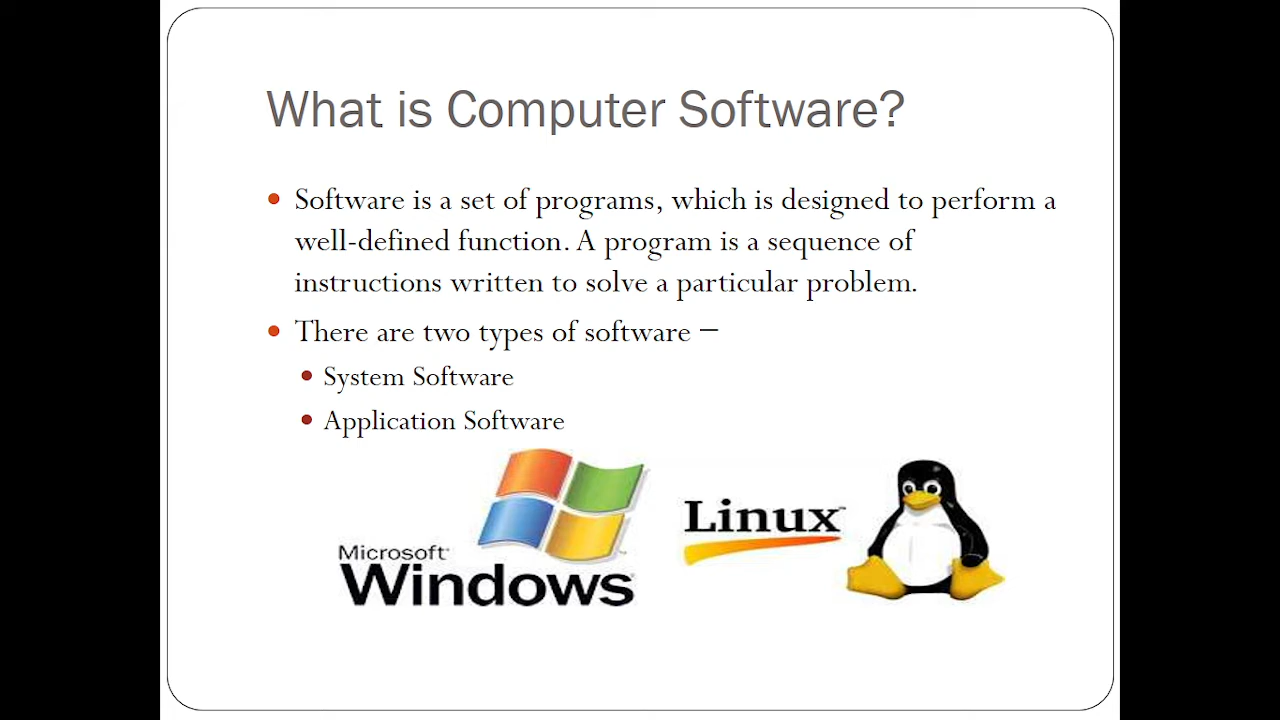 What is Computer Software?
• Software is a set of programs, which is designed to perform a
well-defined function. A program is a sequence of
instructions written to solve a particular problem.
• There are two types of software –
• System Software
• Application Software
Microsoft
Windows
Linux™